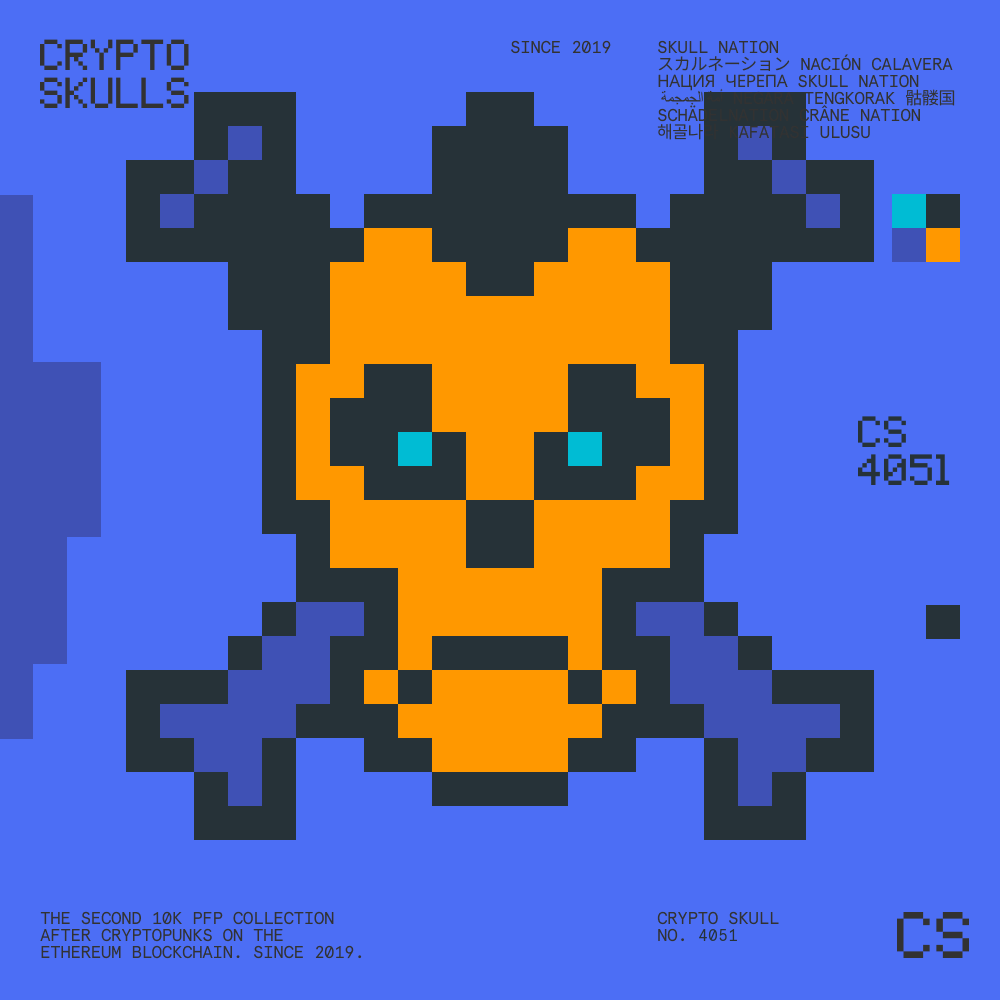 CRYPTO
SKULLS
SINCE 2019
SKULL NATION
スカルネーション NACIÓN CALAVERA
НАЦИЯ ЧЕРЕПА SKULL NATION
TENGKORAK 骷髅国
CRÂNE NATION
ULUSU
CS
4051
THE SECOND 10K PFP COLLECTION
AFTER CRYPTOPUNKS ON THE
ETHEREUM BLOCKCHAIN. SINCE 2019.
CRYPTO SKULL
NO. 4051
CS